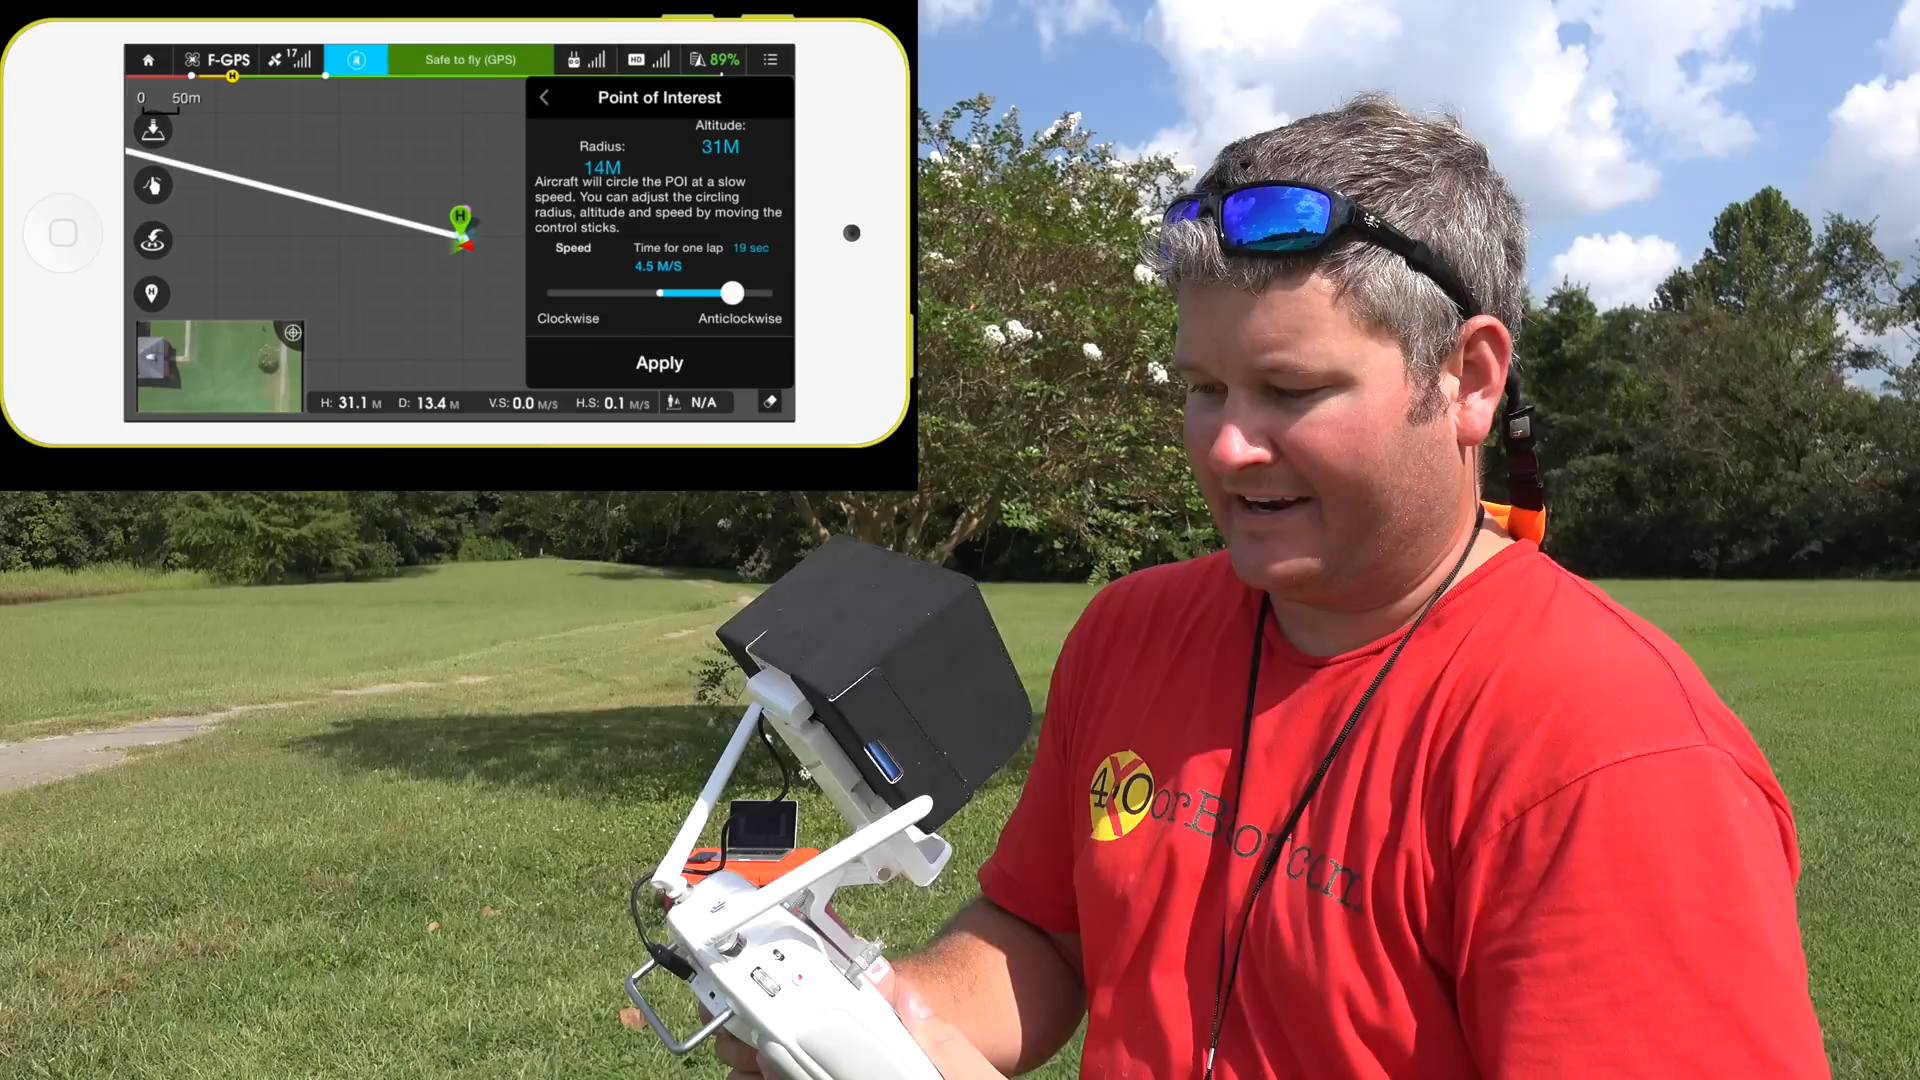 F-GPS 17 Safe to fly (GPS) HD 89%
H
0 50m
Point of Interest
Altitude:
31M
Radius:
14M
Aircraft will circle the POI at a slow
speed. You can adjust the circling
radius, altitude and speed by moving the
control sticks.
Speed Time for one lap 19 sec
4.5 M/S
Clockwise Anticlockwise
Apply
H
H
H: 31.1 M D: 13.4 M V.S: 0.0 M/S H.S: 0.1 M/S N/A